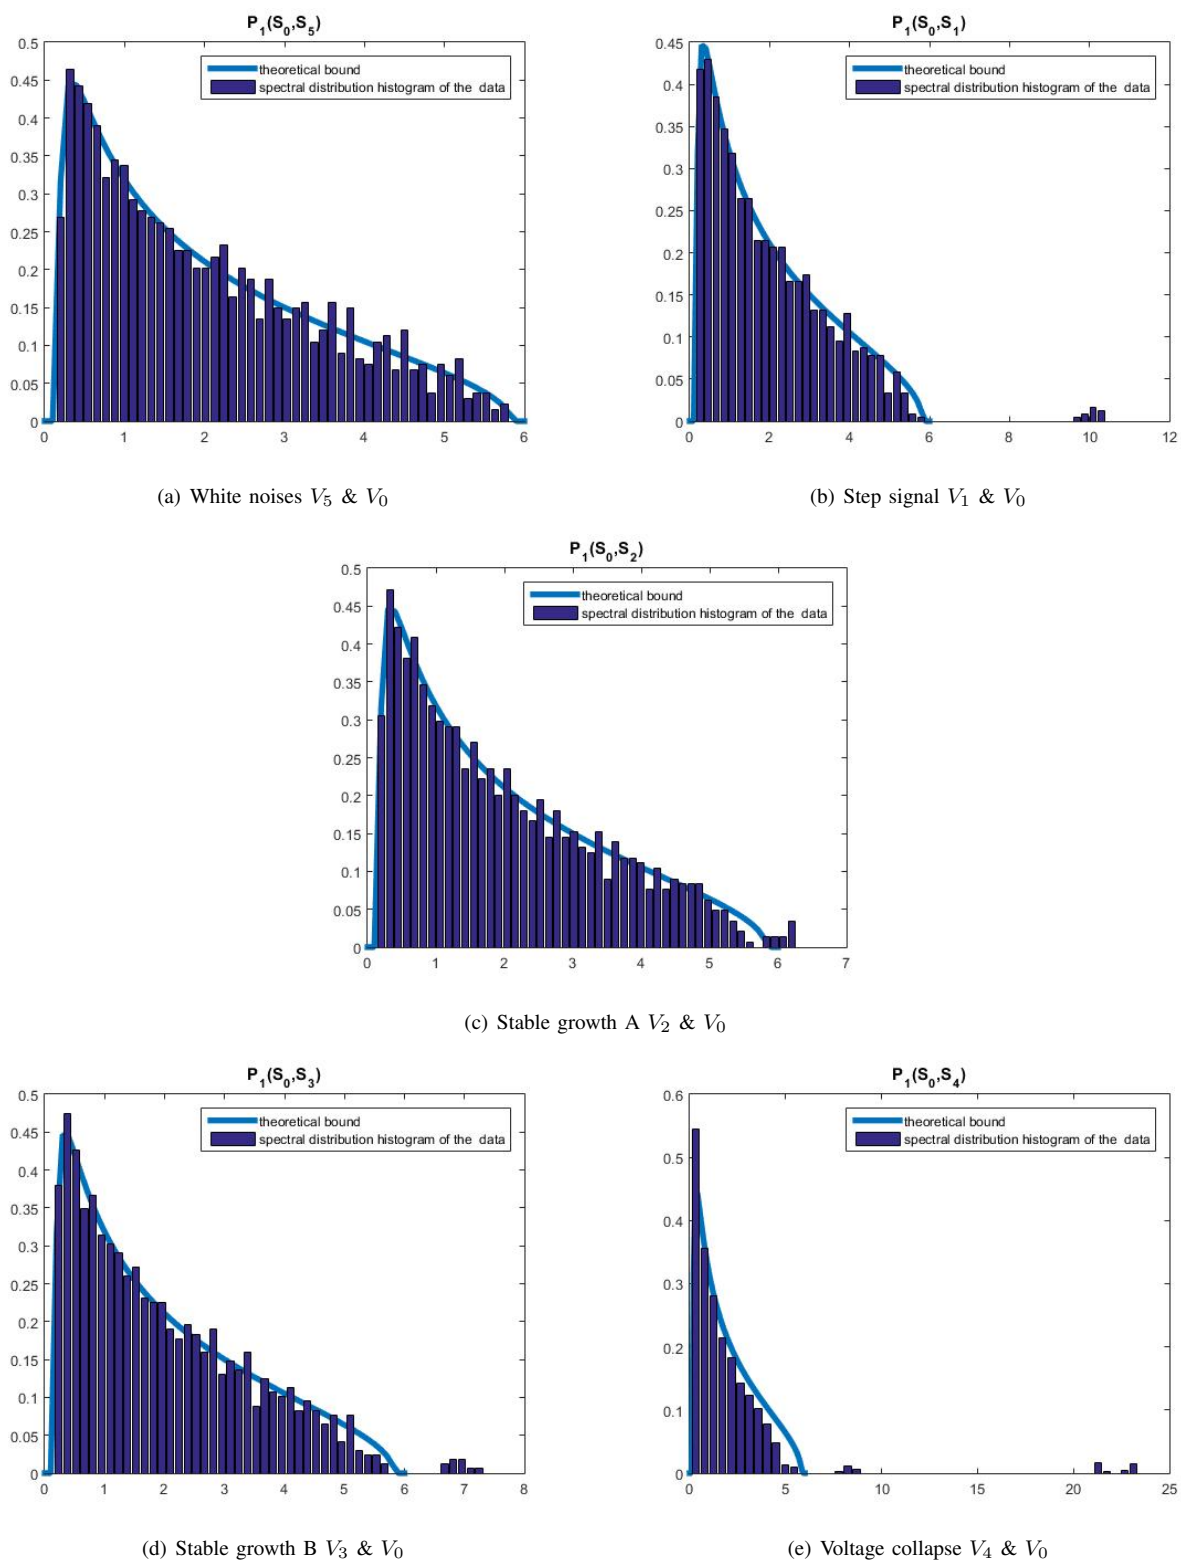 P1(S0,S5)
0.5
0.45
0.4
0.35
0.3
0.25
0.2
0.15
0.1
0.05
0
0 1 2 3 4 5 6
theoretical bound
spectral distribution histogram of the data
(a) White noises V5 & V0
P1(S0,S1)
0.45
0.4
0.35
0.3
0.25
0.2
0.15
0.1
0.05
0
0 2 4 6 8 10 12
theoretical bound
spectral distribution histogram of the data
(b) Step signal V1 & V0
P1(S0,S2)
0.5
0.45
0.4
0.35
0.3
0.25
0.2
0.15
0.1
0.05
0
0 1 2 3 4 5 6 7
theoretical bound
spectral distribution histogram of the data
(c) Stable growth A V2 & V0
P1(S0,S3)
0.5
0.45
0.4
0.35
0.3
0.25
0.2
0.15
0.1
0.05
0
0 1 2 3 4 5 6 7 8
theoretical bound
spectral distribution histogram of the data
(d) Stable growth B V3 & V0
P1(S0,S4)
0.6
0.5
0.4
0.3
0.2
0.1
0
0 5 10 15 20 25
theoretical bound
spectral distribution histogram of the data
(e) Voltage collapse V4 & V0